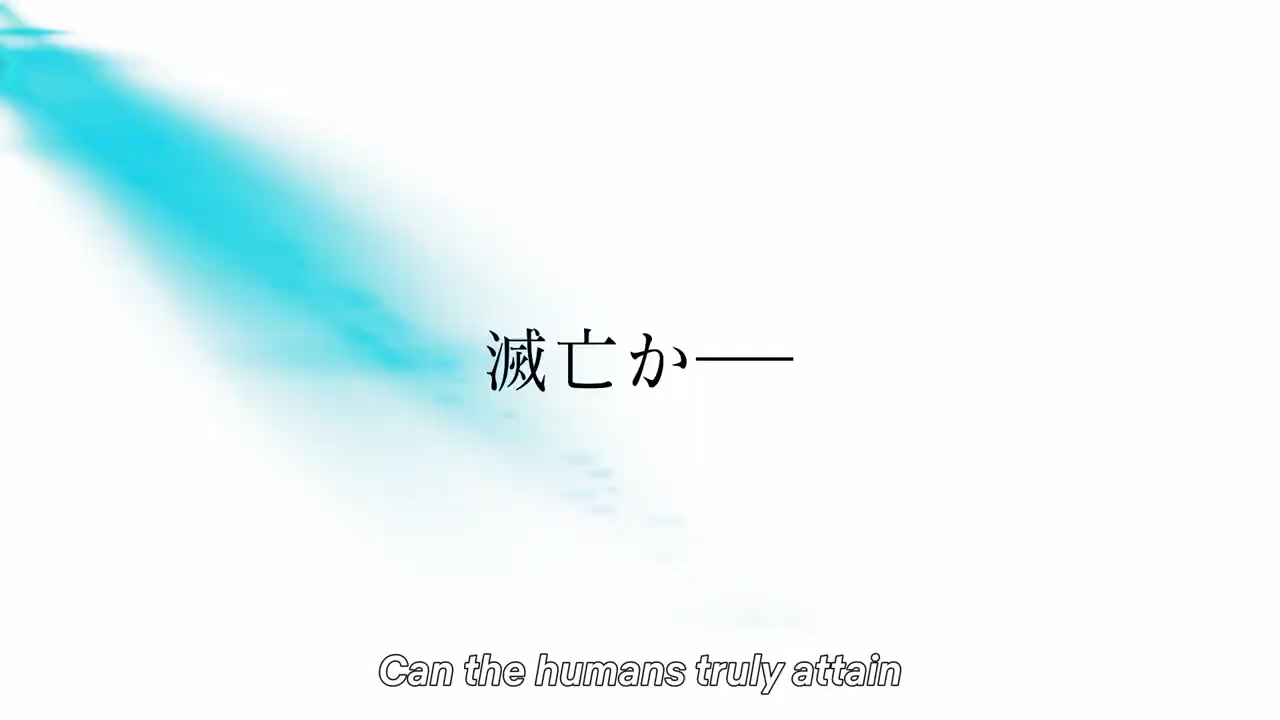 滅亡か——
Can the humans truly attain